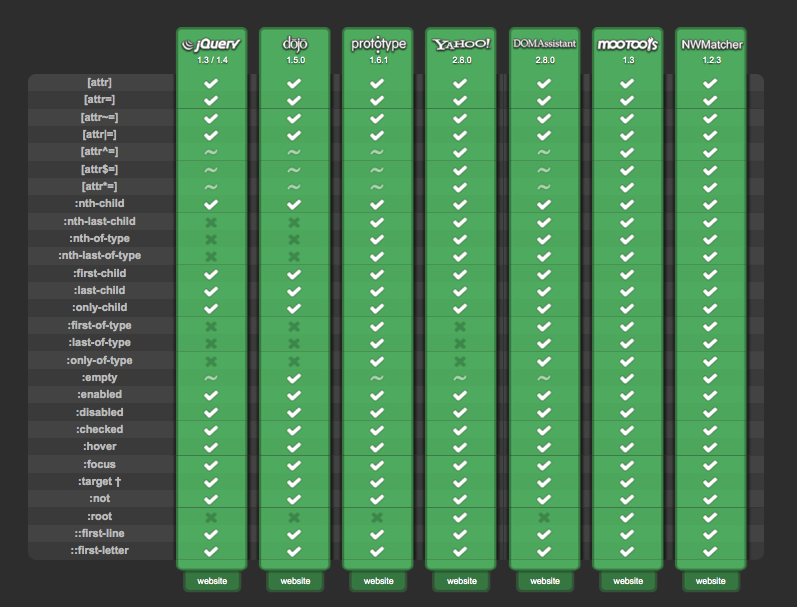 jQuery dōjō prototype YAHOO! DOMAssistant mootools NWMatcher
1.3 / 1.4 1.5.0 1.6.1 2.8.0 2.8.0 1.3 1.2.3
[attr]
[attr=]
[attr~=]
[attr|=]
[attr^=]
[attr$=]
[attr*=]
:nth-child
:nth-last-child
:nth-of-type
:nth-last-of-type
:first-child
:last-child
:only-child
:first-of-type
:last-of-type
:only-of-type
:empty
:enabled
:disabled
:checked
:hover
:focus
:target †
:not
:root
::first-line
::first-letter
website website website website website website website